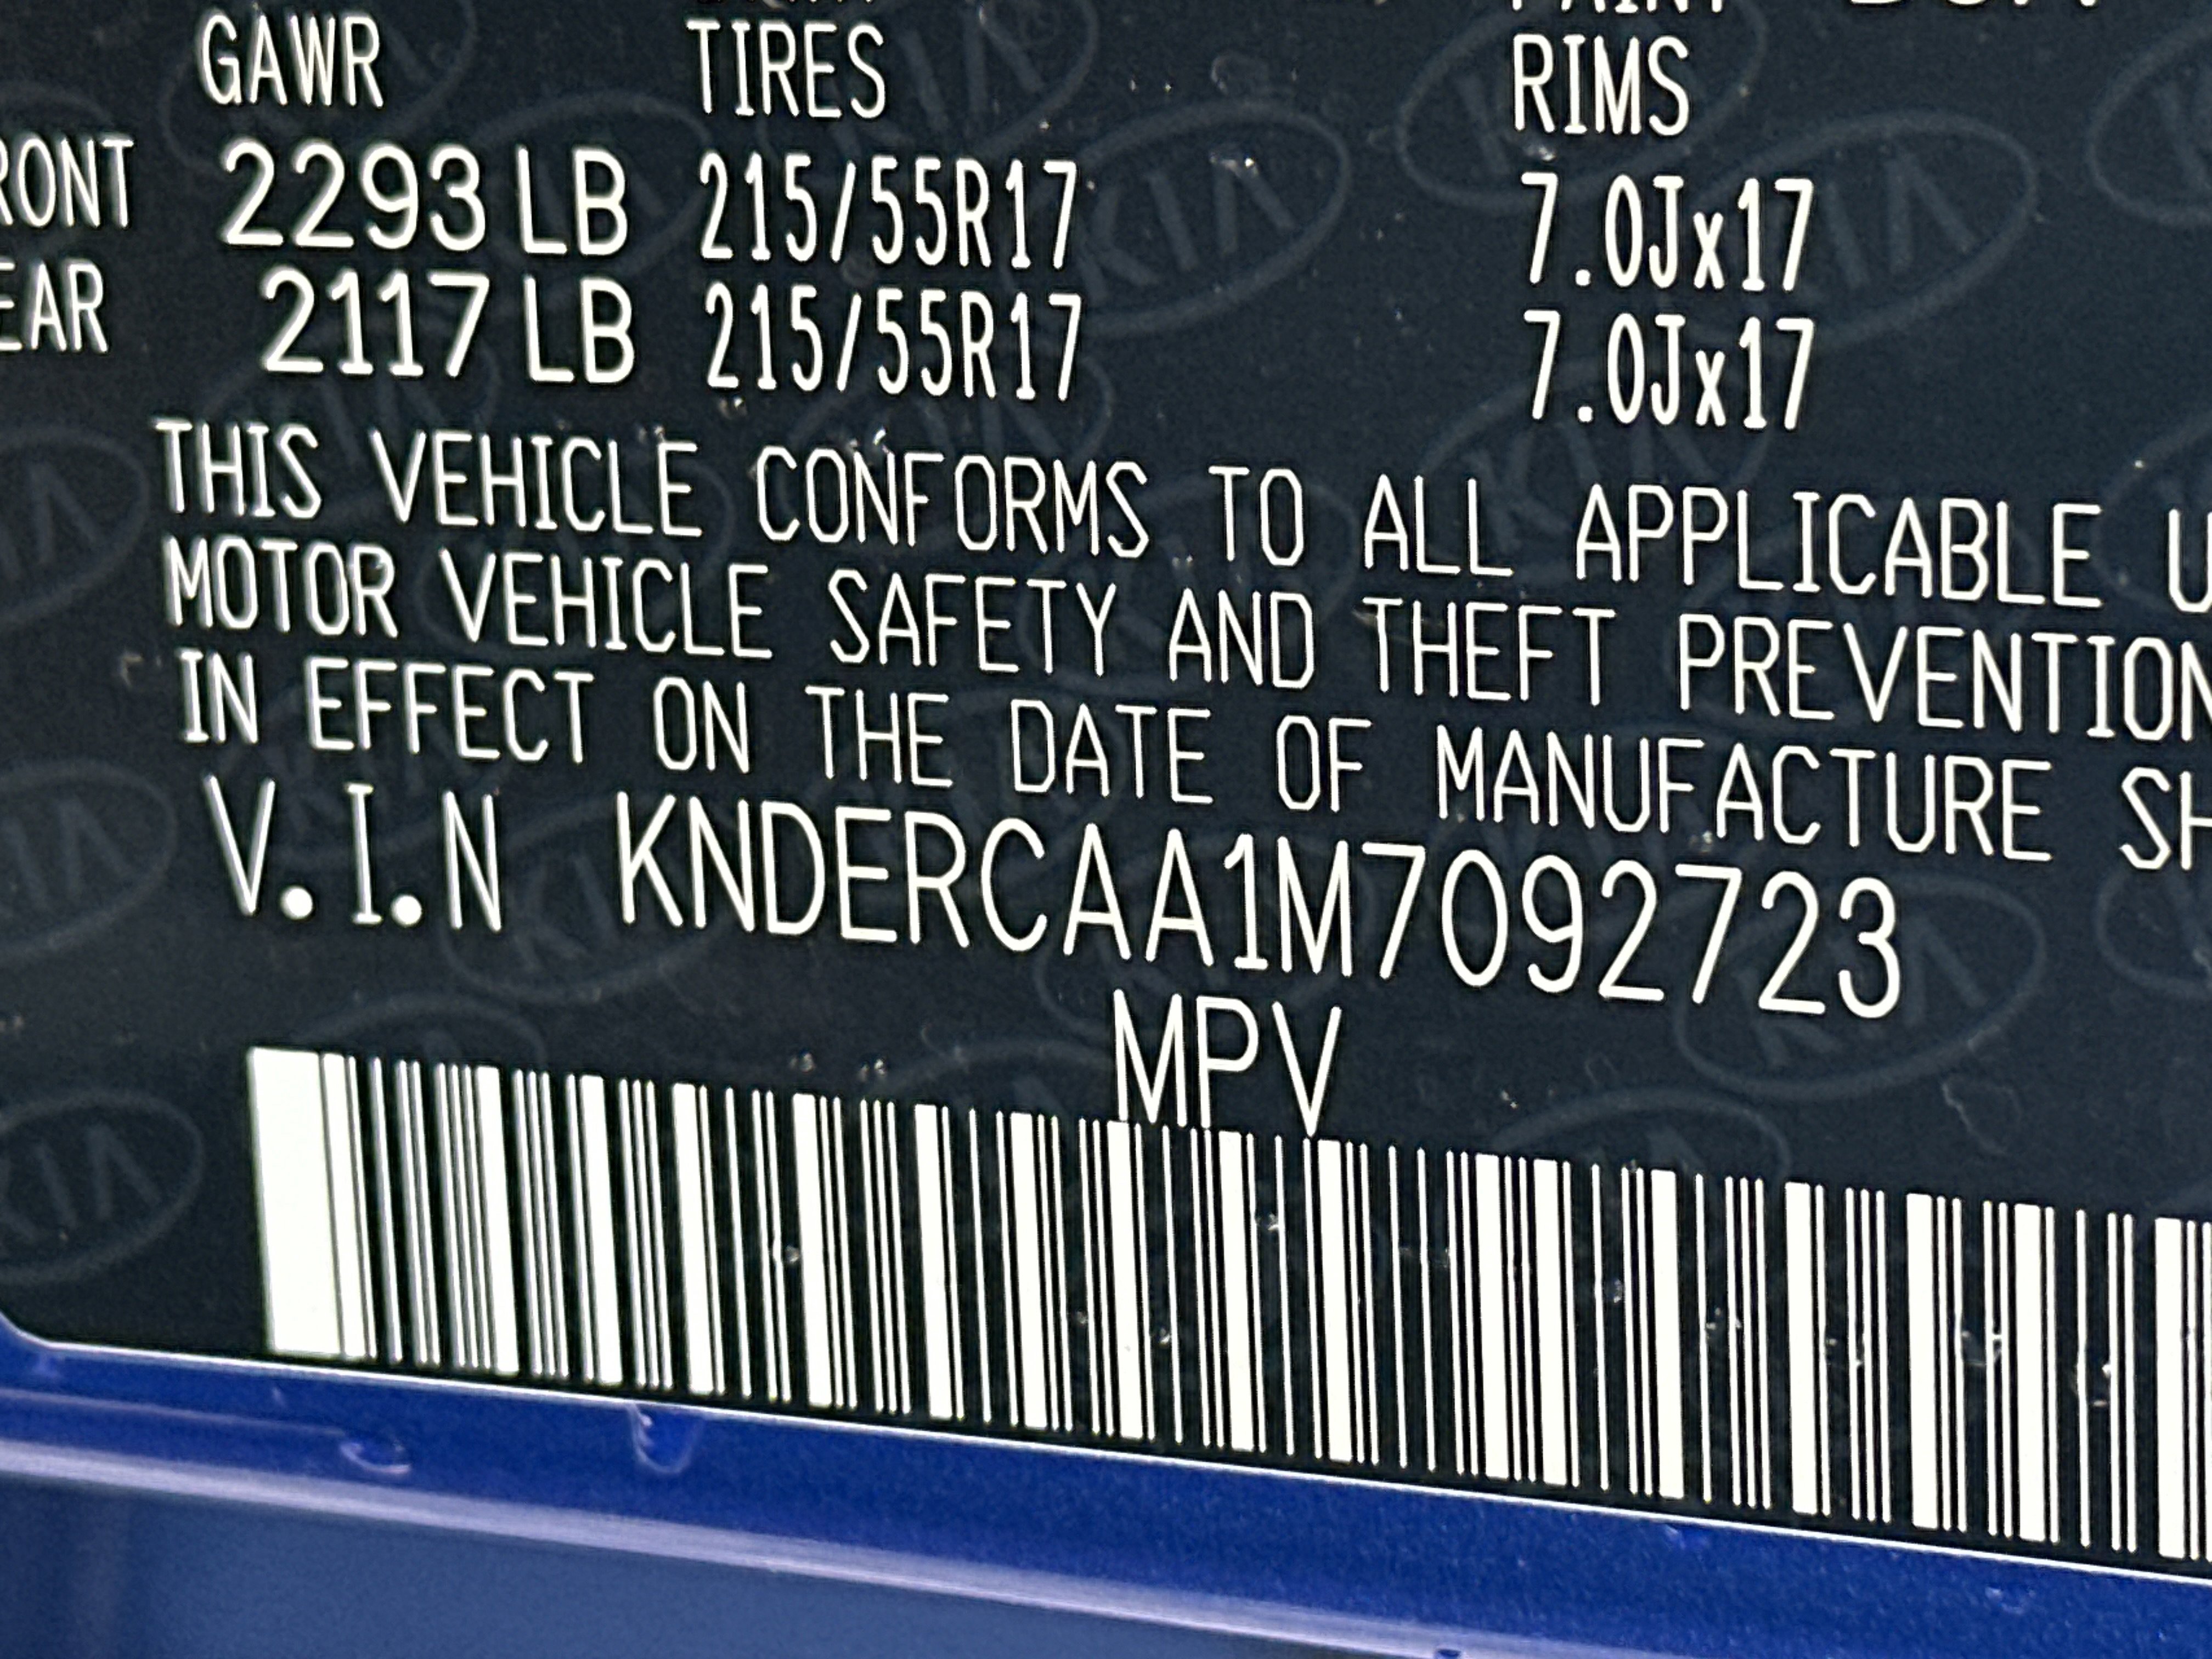 GAWR TIRES RIMS
RONT 2293 LB 215/55R17 7.0Jx17
EAR 2117 LB 215/55R17 7.0Jx17
THIS VEHICLE CONFORMS TO ALL APPLICABLE U
MOTOR VEHICLE SAFETY AND THEFT PREVENTION
IN EFFECT ON THE DATE OF MANUFACTURE SH
V.I.N KNDERCAA1M7092723
MPV